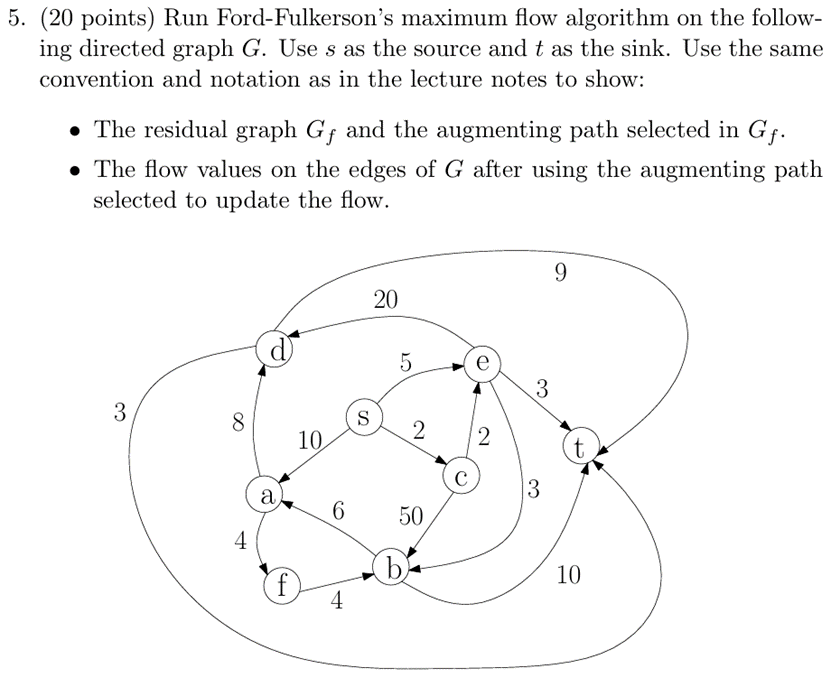 5. (20 points) Run Ford-Fulkerson's maximum flow algorithm on the follow-
ing directed graph G. Use s as the source and t as the sink. Use the same
convention and notation as in the lecture notes to show:
• The residual graph G_f and the augmenting path selected in G_f.
• The flow values on the edges of G after using the augmenting path
selected to update the flow.
9
20
d
5
e
3
3
8
s
10
2
2
t
c
a
6
50
3
4
b
f
4
10